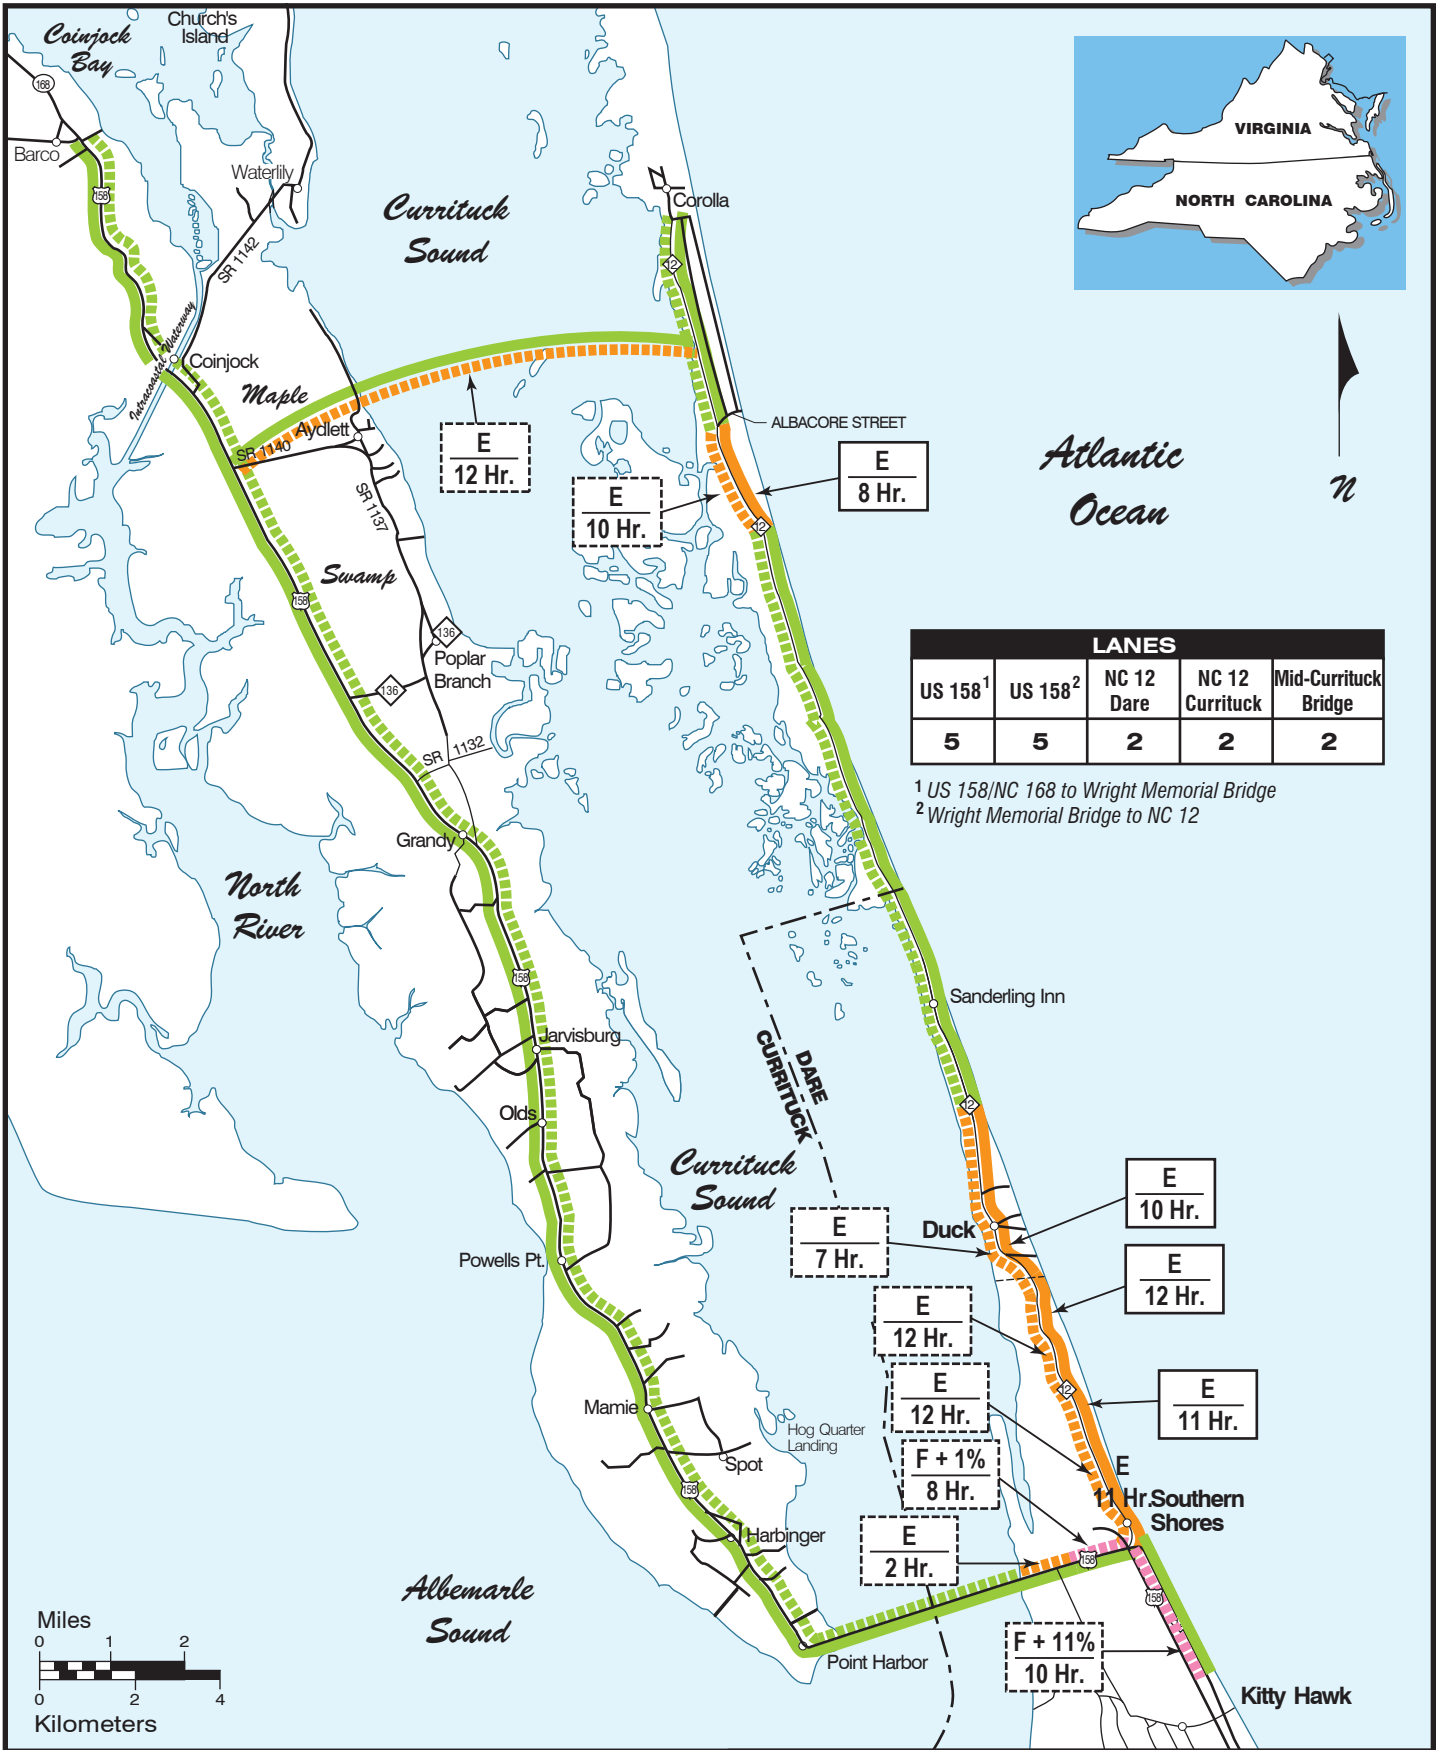 Coinjock
Bay
Church's
Island
168
Barco
158
Waterlily
SR 1142
Currituck
Sound
Corolla
12
VIRGINIA
NORTH CAROLINA
Intracoastal Waterway
Coinjock
Maple
Aydlett
SR 1140
E
12 Hr.
ALBACORE STREET
E
8 Hr.
E
10 Hr.
12
Atlantic
Ocean
N
SR 1137
Swamp
158
136
Poplar
Branch
136
SR 1132
LANES
US 158¹
US 158²
NC 12
Dare
NC 12
Currituck
Mid-Currituck
Bridge
5
5
2
2
2
1 US 158/NC 168 to Wright Memorial Bridge
2 Wright Memorial Bridge to NC 12
Grandy
North
River
158
Sanderling Inn
Jarvisburg
DARE
CURRITUCK
12
Olds
Currituck
Sound
E
10 Hr.
Duck
E
7 Hr.
Powells Pt.
E
12 Hr.
E
12 Hr.
E
12 Hr.
12
E
11 Hr.
Mamie
Hog Quarter
Landing
Spot
F + 1%
8 Hr.
E
11 Hr.
Southern
Shores
158
Harbinger
E
2 Hr.
158
158
Albemarle
Sound
F + 11%
10 Hr.
Point Harbor
Kitty Hawk
Miles
0 1 2
0 2 4
Kilometers